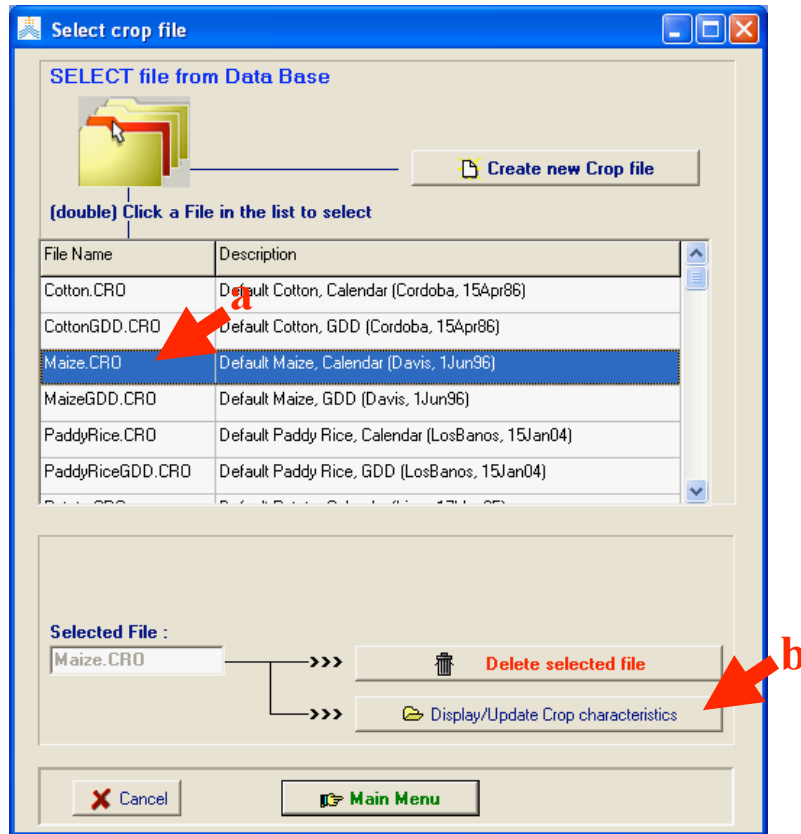 Select crop file
SELECT file from Data Base
Create new Crop file
(double) Click a File in the list to select
File Name Description
Cotton.CRO Default Cotton, Calendar (Cordoba, 15Apr86)
a
CottonGDD.CRO Default Cotton, GDD (Cordoba, 15Apr86)
Maize.CRO Default Maize, Calendar (Davis, 1Jun96)
MaizeGDD.CRO Default Maize, GDD (Davis, 1Jun96)
PaddyRice.CRO Default Paddy Rice, Calendar (LosBanos, 15Jan04)
PaddyRiceGDD.CRO Default Paddy Rice, GDD (LosBanos, 15Jan04)
Selected File :
Maize.CRO >>> Delete selected file
b
>>> Display/Update Crop characteristics
Cancel Main Menu